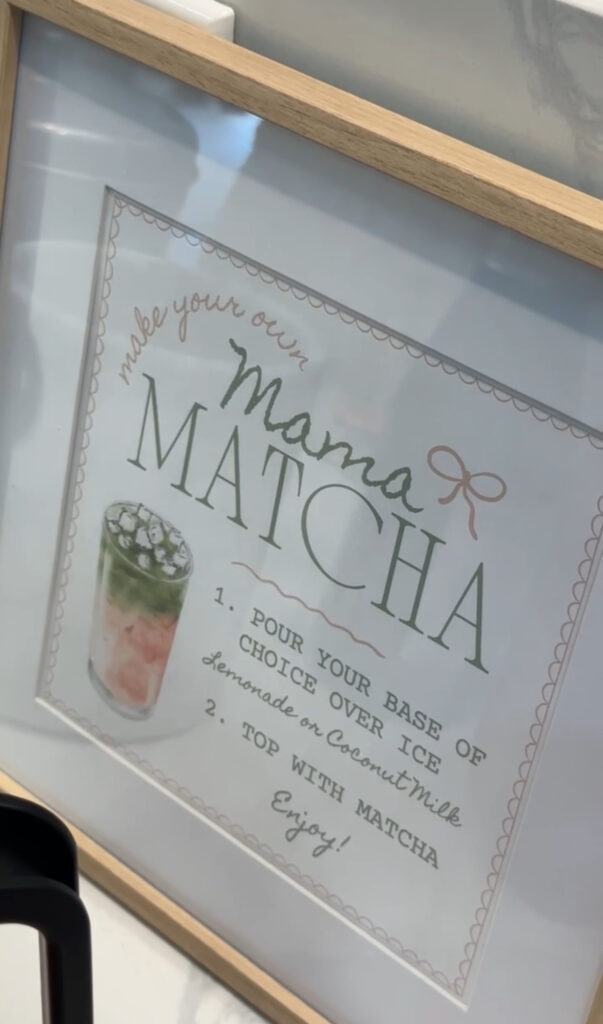 make your own
Mama
MATCHA
1. POUR YOUR BASE OF
CHOICE OVER ICE
Lemonade or Coconut Milk
2. TOP WITH MATCHA
Enjoy!